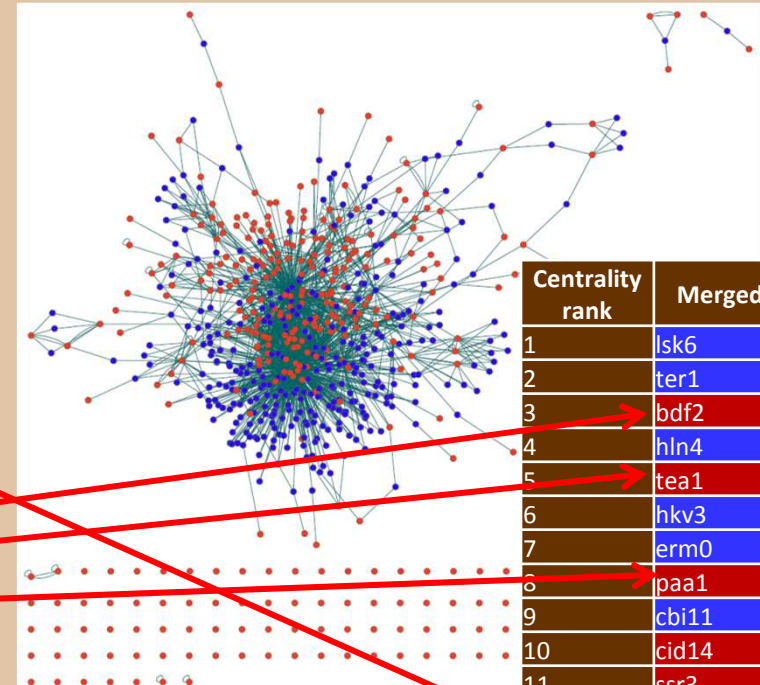 Centrality rank Merged
1 lsk6
2 ter1
3 bdf2
4 hln4
5 tea1
6 hkv3
7 erm0
8 paa1
9 cbi11
10 cid14
11 ssr3